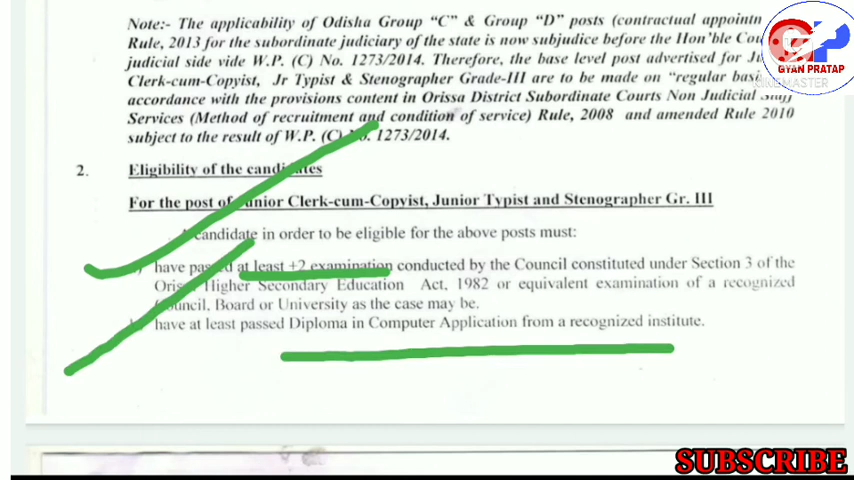 Note:- The applicability of Odisha Group "C" & Group "D" posts (contractual appointn
Rule, 2013 for the subordinate judiciary of the state is now subjudice before the Hon'ble Cou
judicial side vide W.P. (C) No. 1273/2014. Therefore, the base level post advertised for Ju
Clerk-cum-Copyist, Jr Typist & Stenographer Grade-III are to be made on "regular bas
accordance with the provisions content in Orissa District Subordinate Courts Non Judicial Staff
Services (Method of recruitment and condition of service) Rule, 2008 and amended Rule 2010
subject to the result of W.P. (C) No. 1273/2014.
GP
GYAN PRATAP
KINEMASTER
2. Eligibility of the candidates
For the post of Junior Clerk-cum-Copyist, Junior Typist and Stenographer Gr. III
candidate in order to be eligible for the above posts must:
have passed at least +2 examination conducted by the Council constituted under Section 3 of the
Orissa Higher Secondary Education Act, 1982 or equivalent examination of a recognized
Council, Board or University as the case may be.
have at least passed Diploma in Computer Application from a recognized institute.
SUBSCRIBE